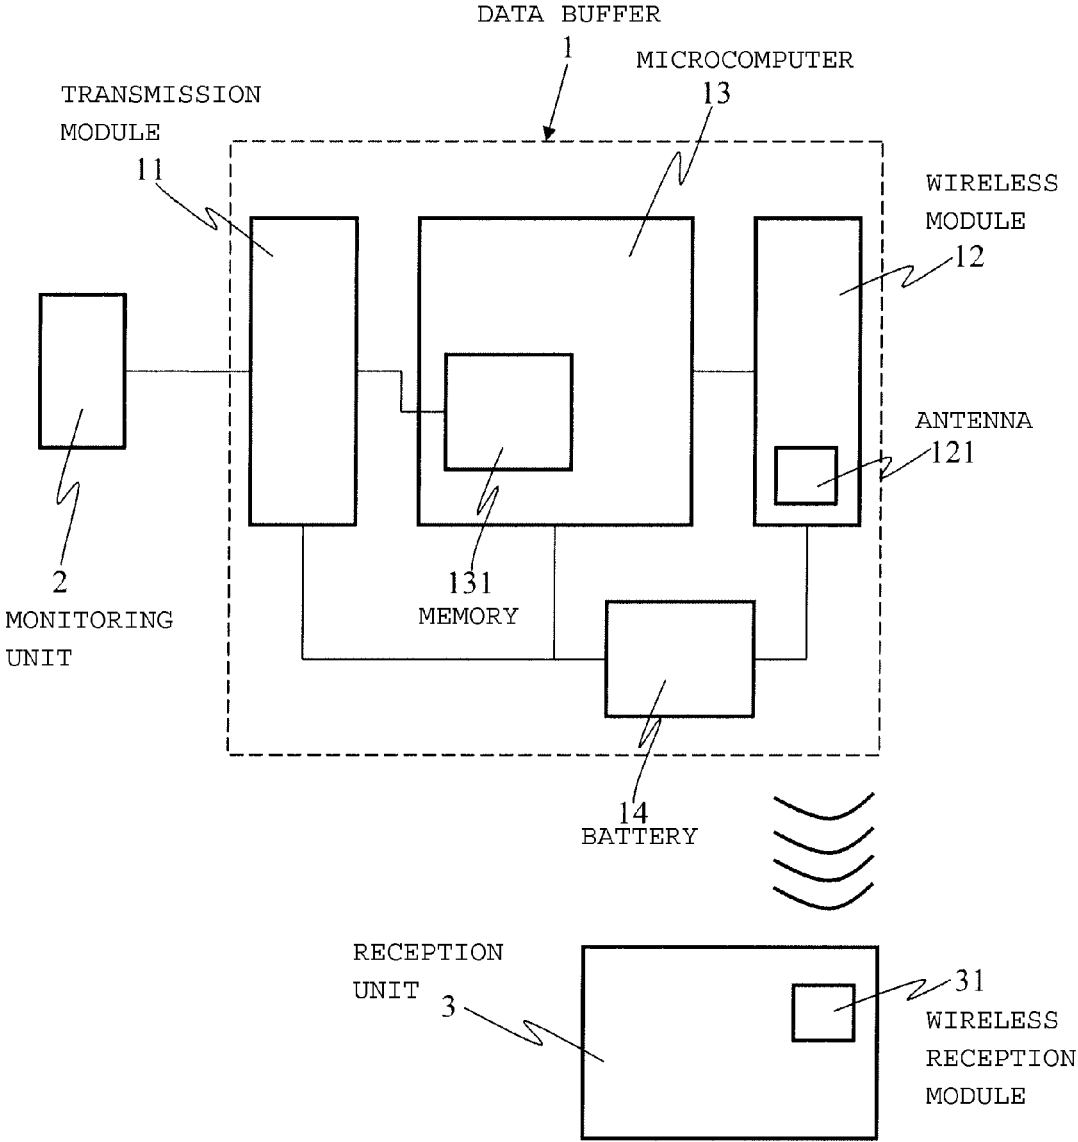 DATA BUFFER
1
MICROCOMPUTER
13
TRANSMISSION
MODULE
11
WIRELESS
MODULE
12
ANTENNA
121
2
MONITORING
UNIT
131
MEMORY
14
BATTERY
RECEPTION
UNIT
3
31
WIRELESS
RECEPTION
MODULE